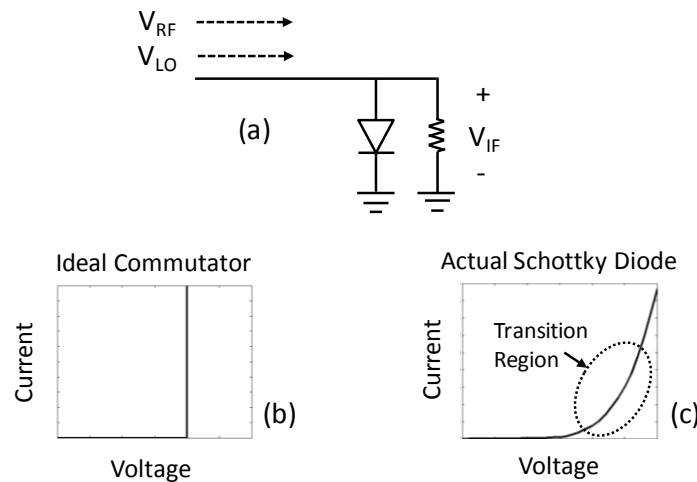 V_RF
V_LO
(a)
+
V_IF
-
Ideal Commutator
Current
Voltage
(b)
Actual Schottky Diode
Transition
Region
Current
Voltage
(c)